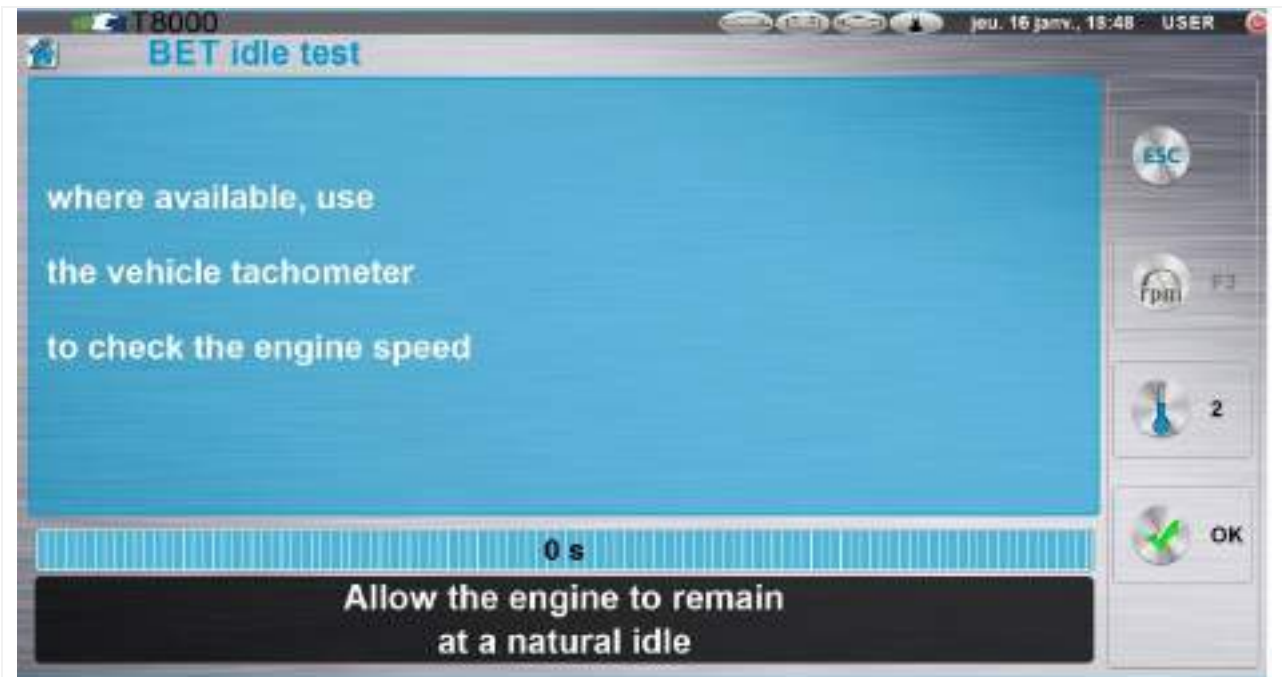 T8000
jeu. 16 janv., 18:48 USER
BET idle test
ESC
where available, use
the vehicle tachometer
to check the engine speed
rpm F3
2
OK
0 s
Allow the engine to remain
at a natural idle